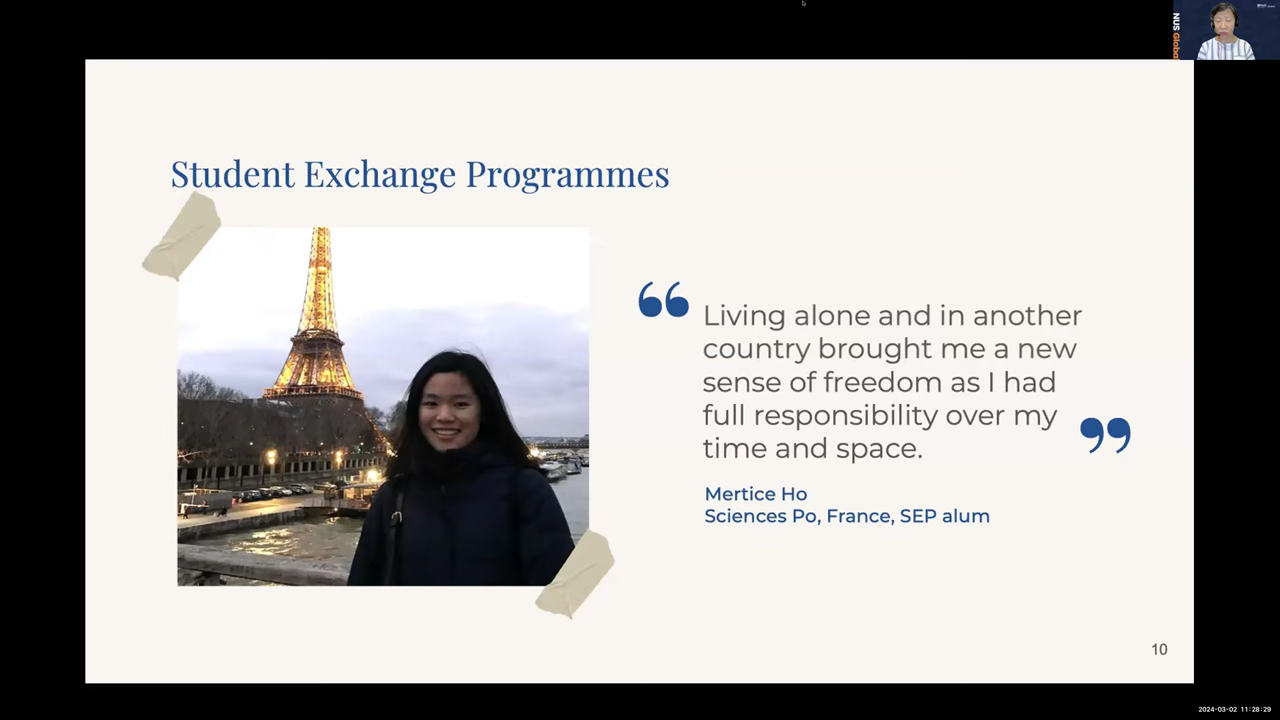 NUS Global
Student Exchange Programmes
“
Living alone and in another
country brought me a new
sense of freedom as I had
full responsibility over my
time and space.
”
Mertice Ho
Sciences Po, France, SEP alum
10
2024-03-02 11:28:29